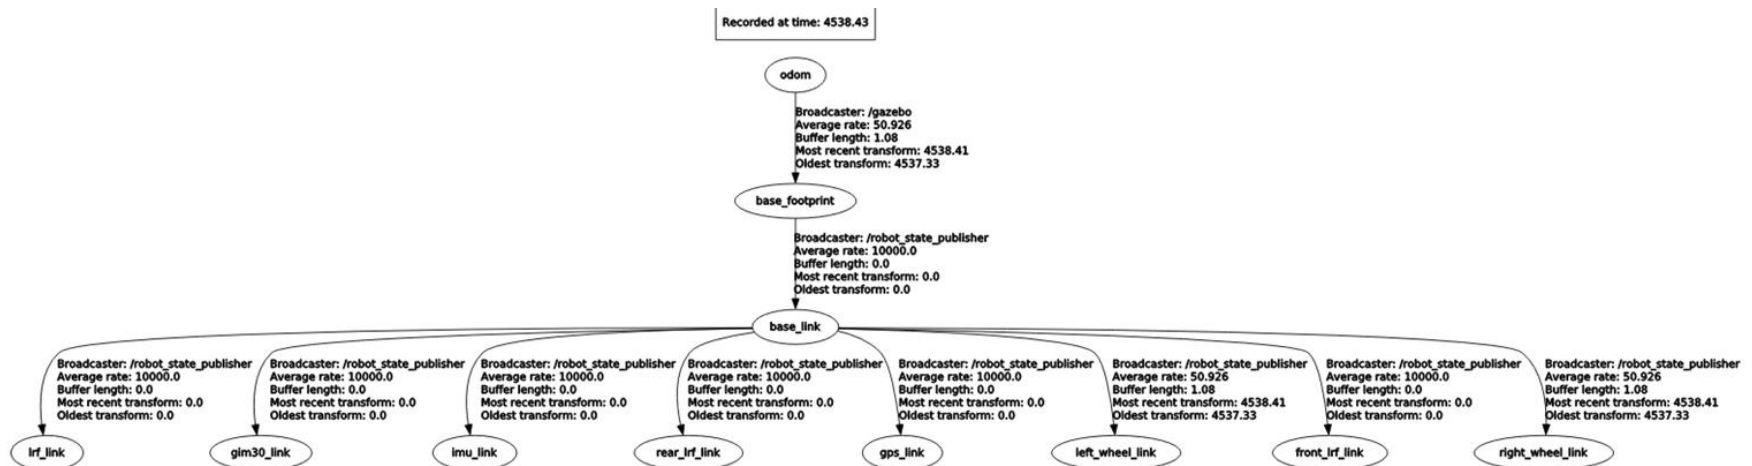 Recorded at time: 4538.43
odom
Broadcaster: /gazebo
Average rate: 50.926
Buffer length: 1.08
Most recent transform: 4538.41
Oldest transform: 4537.33
base_footprint
Broadcaster: /robot_state_publisher
Average rate: 10000.0
Buffer length: 0.0
Most recent transform: 0.0
Oldest transform: 0.0
base_link
Broadcaster: /robot_state_publisher
Average rate: 10000.0
Buffer length: 0.0
Most recent transform: 0.0
Oldest transform: 0.0
Broadcaster: /robot_state_publisher
Average rate: 10000.0
Buffer length: 0.0
Most recent transform: 0.0
Oldest transform: 0.0
Broadcaster: /robot_state_publisher
Average rate: 10000.0
Buffer length: 0.0
Most recent transform: 0.0
Oldest transform: 0.0
Broadcaster: /robot_state_publisher
Average rate: 10000.0
Buffer length: 0.0
Most recent transform: 0.0
Oldest transform: 0.0
Broadcaster: /robot_state_publisher
Average rate: 10000.0
Buffer length: 0.0
Most recent transform: 0.0
Oldest transform: 0.0
Broadcaster: /robot_state_publisher
Average rate: 50.926
Buffer length: 1.08
Most recent transform: 4538.41
Oldest transform: 4537.33
Broadcaster: /robot_state_publisher
Average rate: 10000.0
Buffer length: 0.0
Most recent transform: 0.0
Oldest transform: 0.0
Broadcaster: /robot_state_publisher
Average rate: 50.926
Buffer length: 1.08
Most recent transform: 4538.41
Oldest transform: 4537.33
lrf_link
gim30_link
imu_link
rear_lrf_link
gps_link
left_wheel_link
front_lrf_link
right_wheel_link